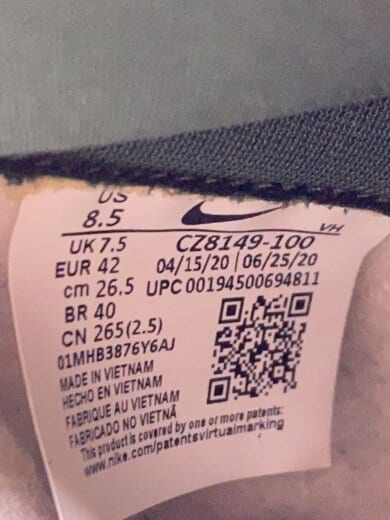 US
8.5
UK 7.5
EUR 42
cm 26.5
BR 40
CN 265(2.5)
01MHB3876Y6AJ
MADE IN VIETNAM
HECHO EN VIETNAM
FABRIQUE AU VIETNAM
FABRICADO NO VIETNÃ
This product is covered by one or more patents:
www.nike.com/patentsvirtualmarking
VH
CZ8149-100
04/15/20 | 06/25/20
UPC 00194500694811